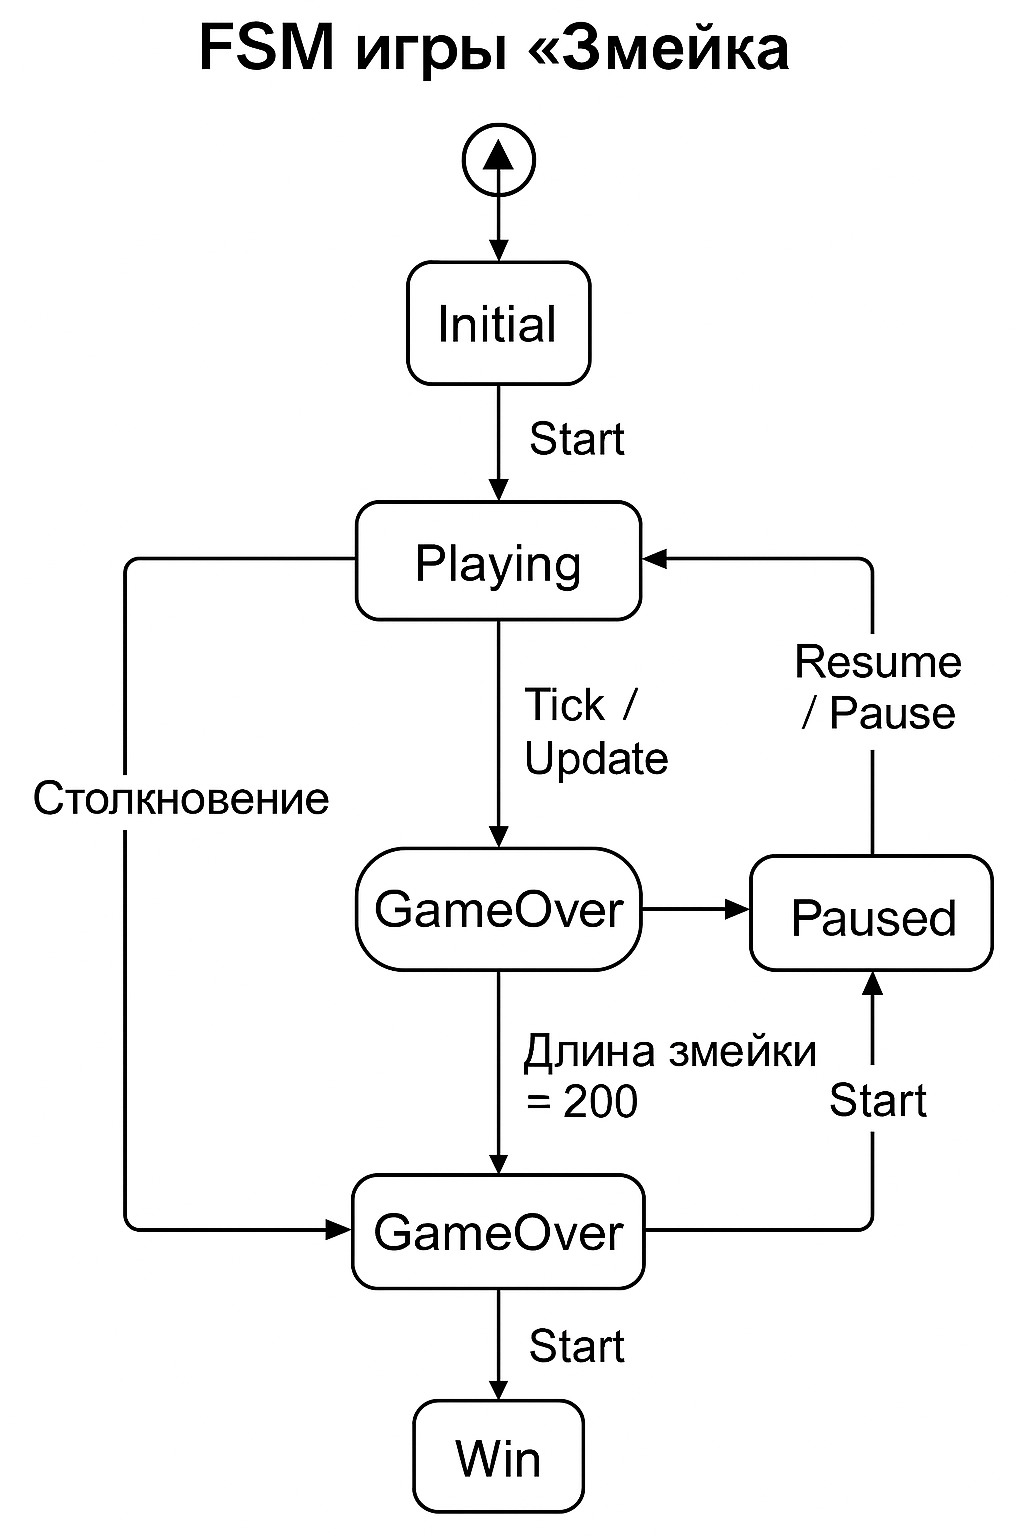 FSM игры «Змейка
Initial
Start
Playing
Resume
/ Pause
Tick /
Update
Столкновение
GameOver
Paused
Длина змейки
= 200
Start
GameOver
Start
Win